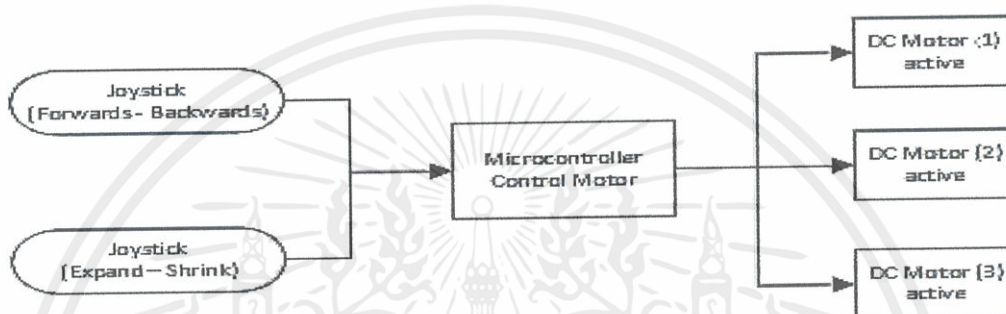 Joystick
(Forwards- Backwards)
Joystick
(Expand-Shrink)
Microcontroller
Control Motor
DC Motor (1)
active
DC Motor (2)
active
DC Motor (3)
active